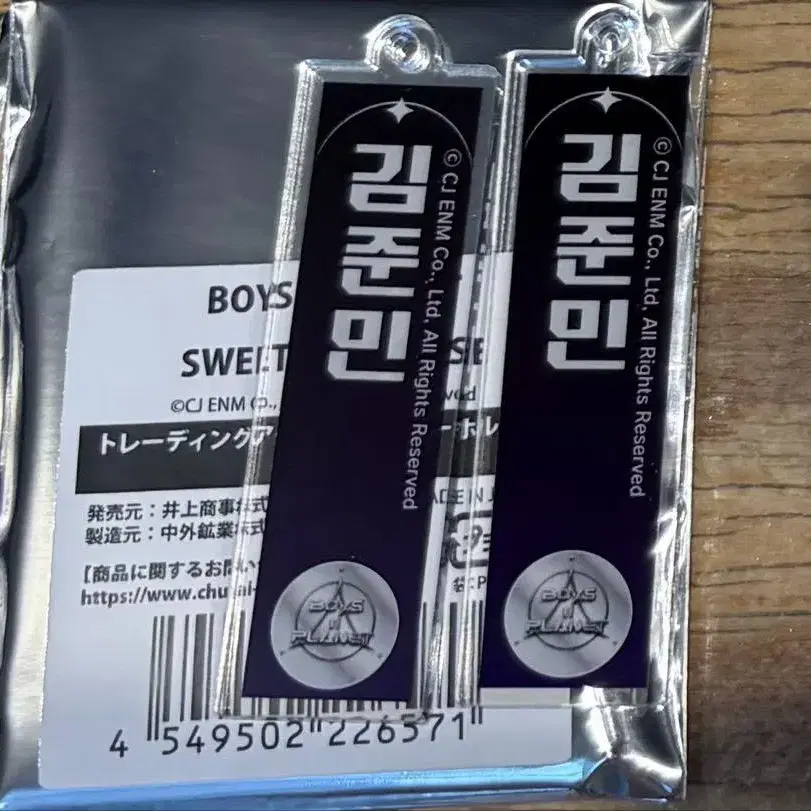 김준민
© CJ ENM Co., Ltd, All Rights Reserved
BOYS II PLANET
김준민
© CJ ENM Co., Ltd, All Rights Reserved
BOYS II PLANET
BOYS
SWEET
©CJ ENM Co.,
トレーディングア
発売元：井上商事株式
製造元：中外鉱業株式
【商品に関するお問い
https://www.chu
4 549502 226571